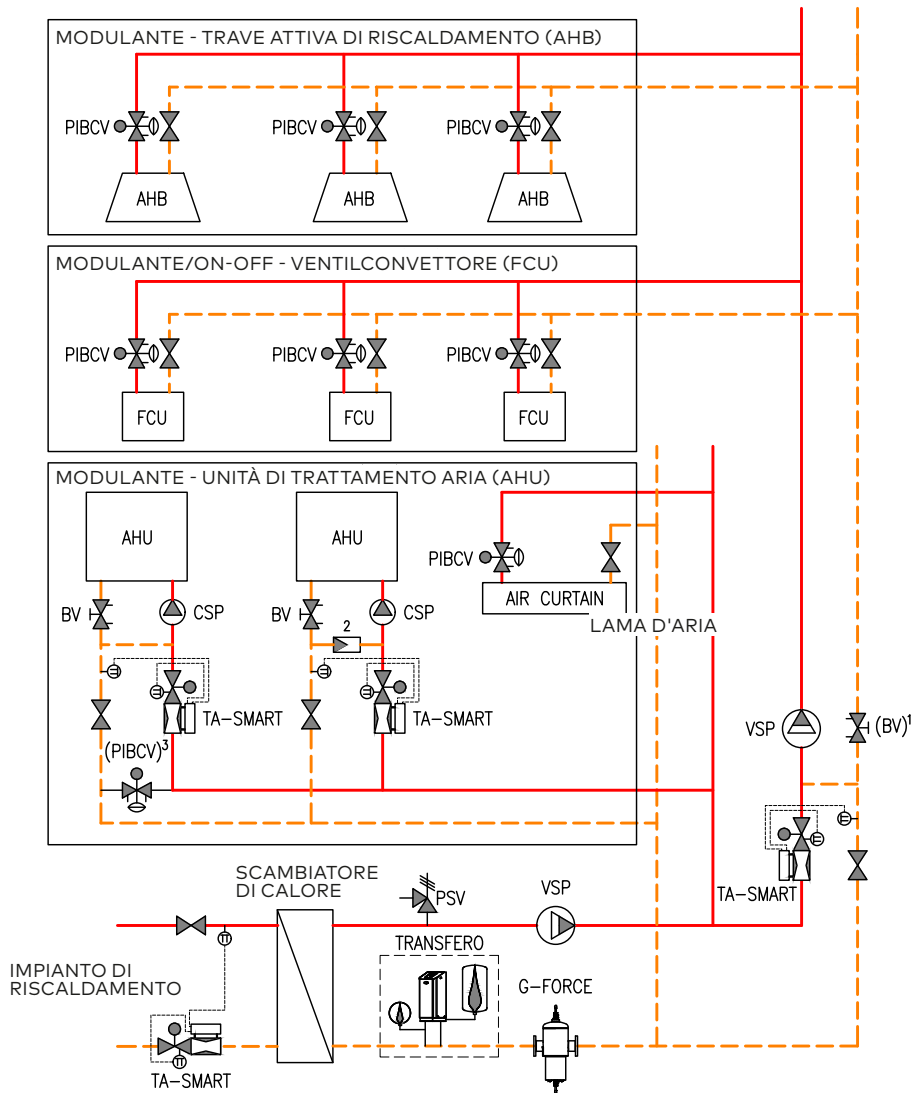 MODULANTE - TRAVE ATTIVA DI RISCALDAMENTO (AHB)
PIBCV PIBCV PIBCV
AHB AHB AHB
MODULANTE/ON-OFF - VENTILCONVETTORE (FCU)
PIBCV PIBCV PIBCV
FCU FCU FCU
MODULANTE - UNITÀ DI TRATTAMENTO ARIA (AHU)
AHU AHU
PIBCV
AIR CURTAIN
LAMA D'ARIA
BV CSP BV 2 CSP
TA-SMART TA-SMART
(PIBCV)³
VSP (BV)¹
TA-SMART
SCAMBIATORE
DI CALORE
PSV
VSP
TRANSFERO
G-FORCE
IMPIANTO DI
RISCALDAMENTO
TA-SMART